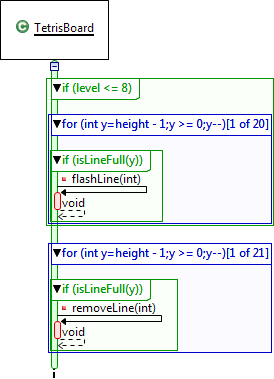 TetrisBoard
if (level <= 8)
for (int y=height - 1;y >= 0;y--)[1 of 20]
if (isLineFull(y))
flashLine(int)
void
for (int y=height - 1;y >= 0;y--)[1 of 21]
if (isLineFull(y))
removeLine(int)
void